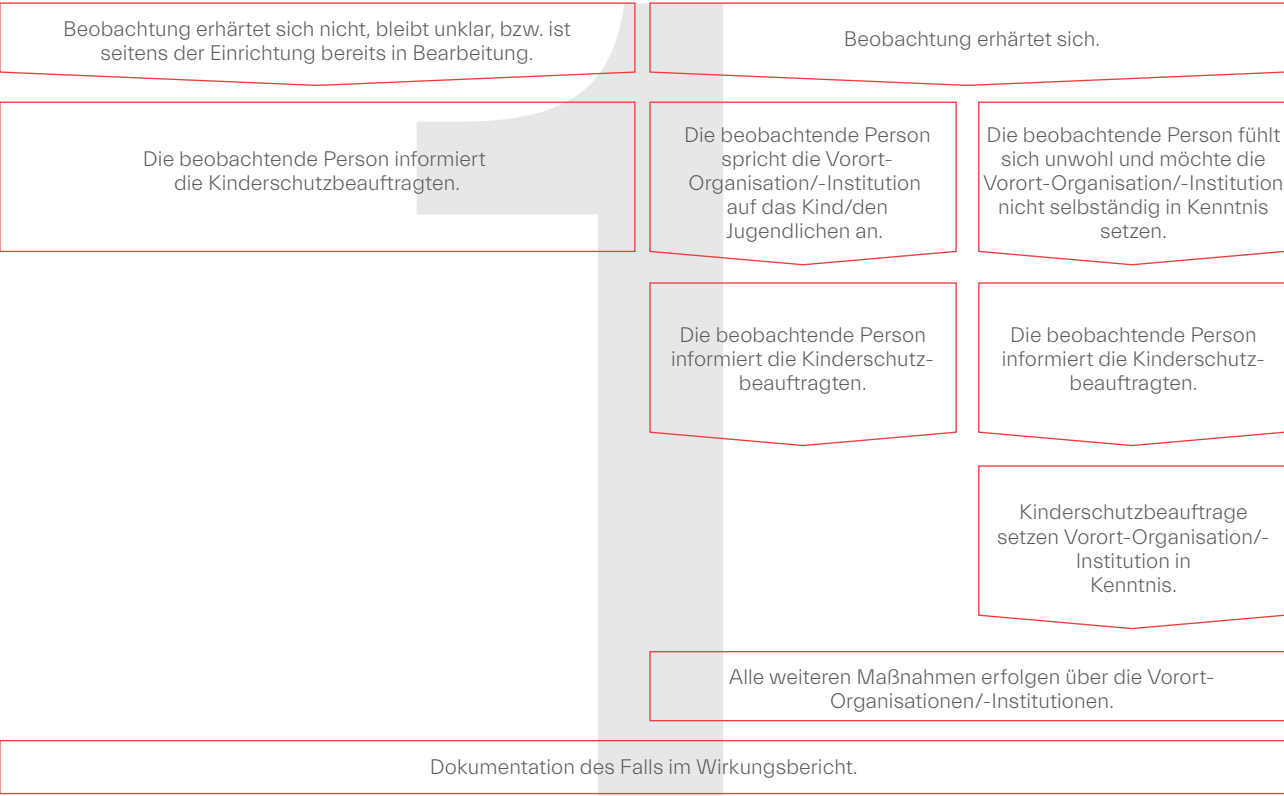 Beobachtung erhärtet sich nicht, bleibt unklar, bzw. ist
seitens der Einrichtung bereits in Bearbeitung.
Beobachtung erhärtet sich.
Die beobachtende Person informiert
die Kinderschutzbeauftragten.
Die beobachtende Person
spricht die Vorort-
Organisation/-Institution
auf das Kind/den
Jugendlichen an.
Die beobachtende Person fühlt
sich unwohl und möchte die
Vorort-Organisation/-Institution
nicht selbständig in Kenntnis
setzen.
Die beobachtende Person
informiert die Kinderschutz-
beauftragten.
Die beobachtende Person
informiert die Kinderschutz-
beauftragten.
Kinderschutzbeauftrage
setzen Vorort-Organisation/-
Institution in
Kenntnis.
Alle weiteren Maßnahmen erfolgen über die Vorort-
Organisationen/-Institutionen.
Dokumentation des Falls im Wirkungsbericht.
1